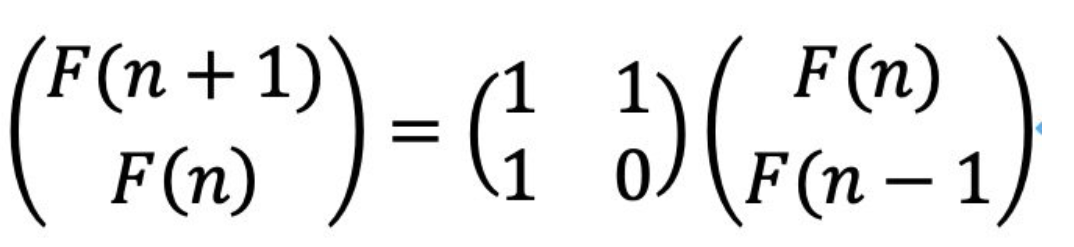 (F(n + 1) F(n)) = (1 1 1 0) (F(n) F(n − 1)